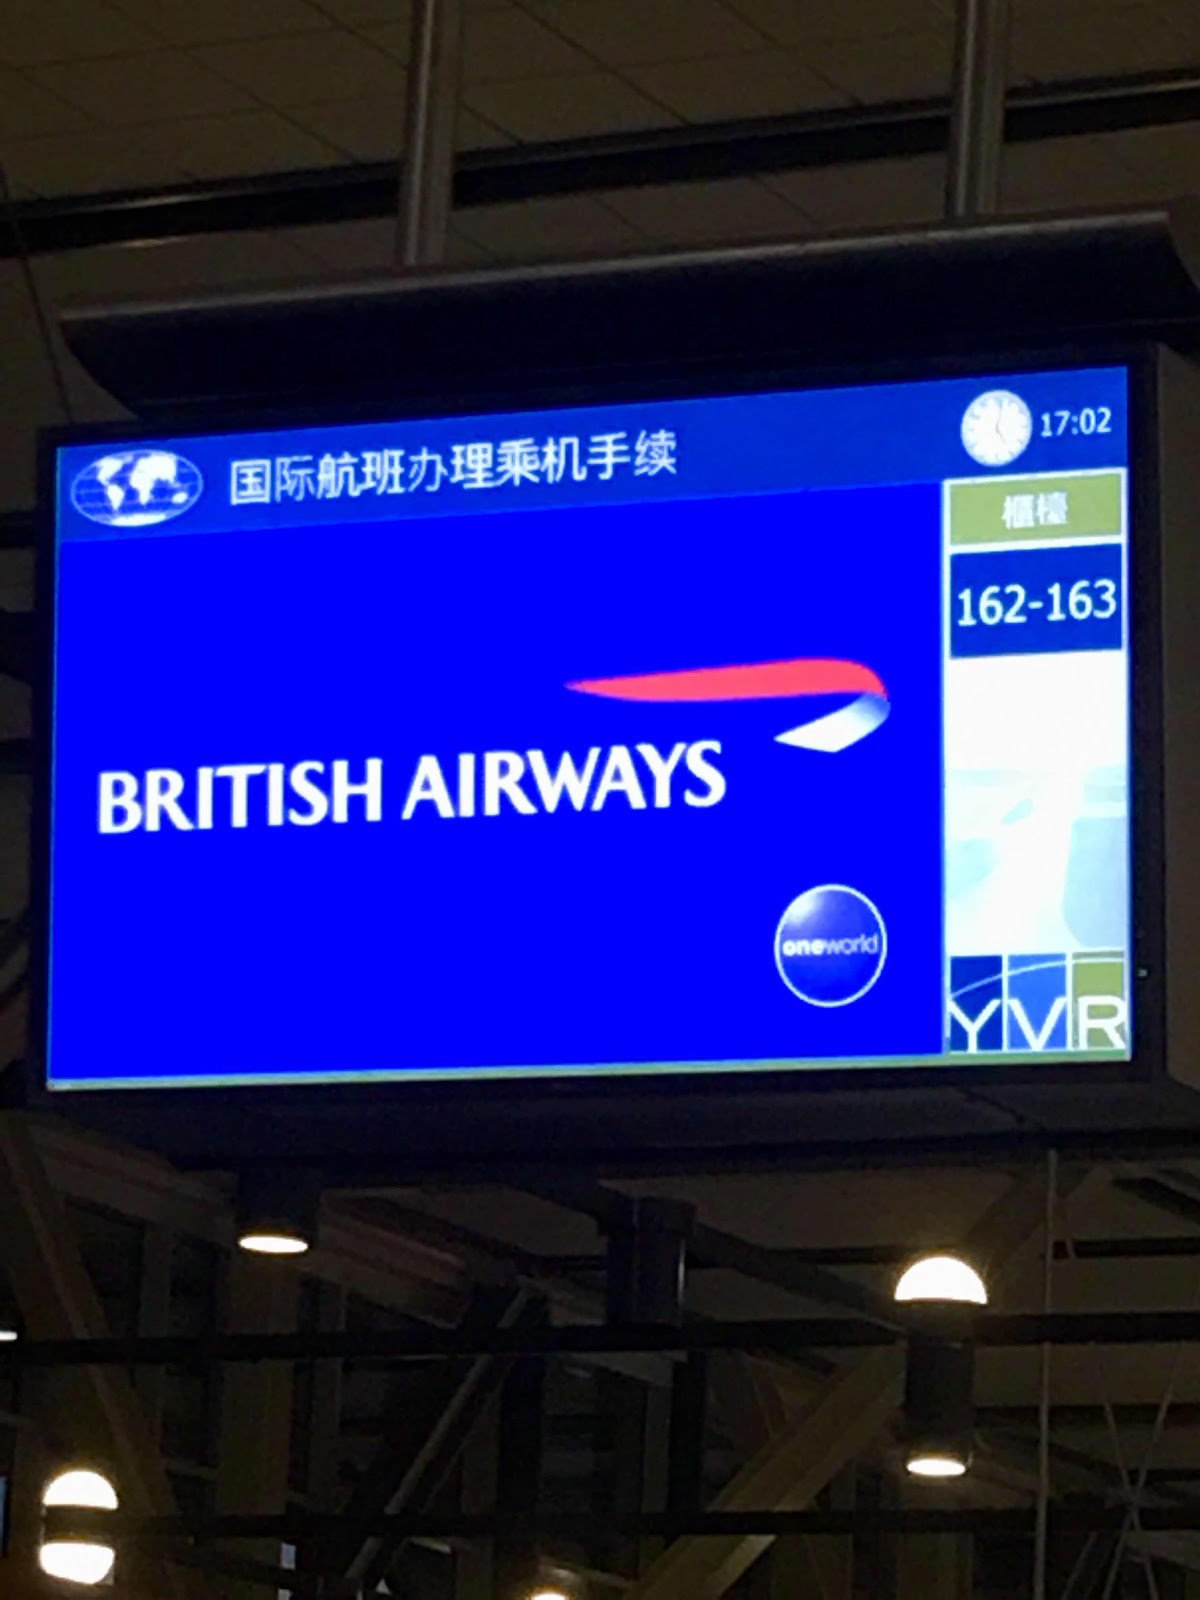 国际航班办理乘机手续
17:02
櫃檯
162-163
BRITISH AIRWAYS
oneworld
YVR